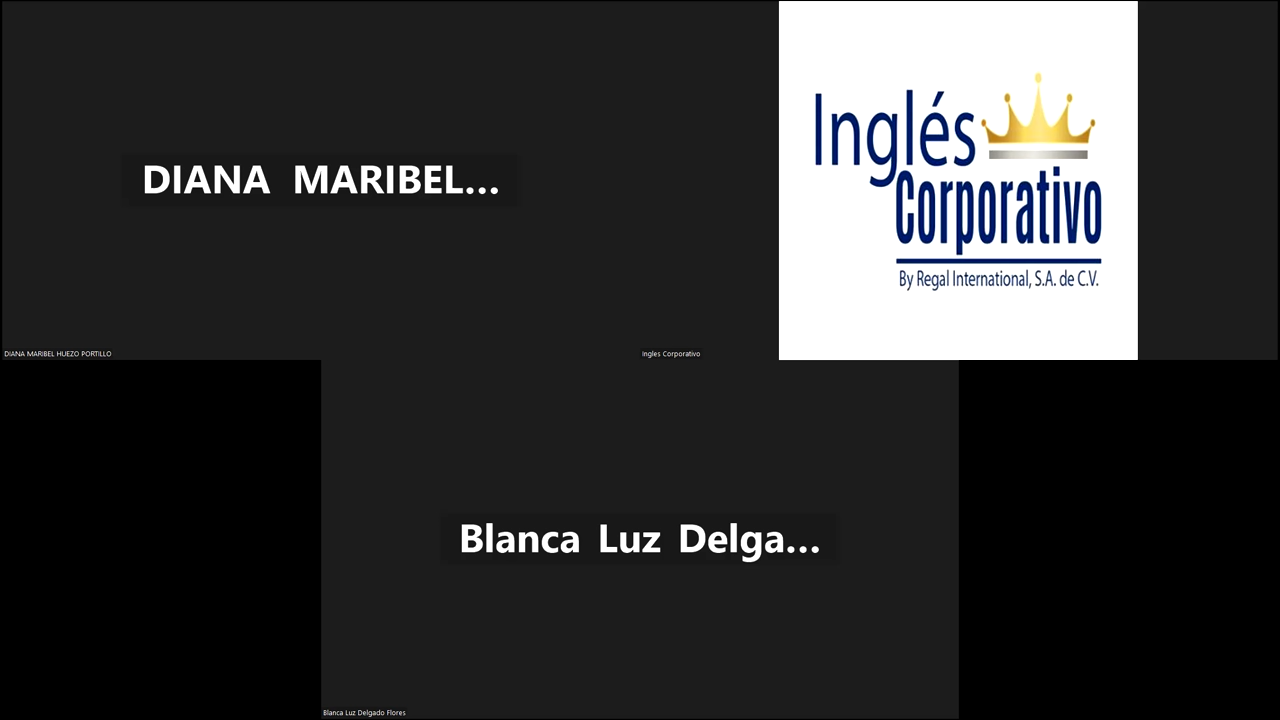 DIANA MARIBEL...
DIANA MARIBEL HUEZO PORTILLO
Inglés
Corporativo
By Regal International, S.A. de C.V.
Ingles Corporativo
Blanca Luz Delga...
Blanca Luz Delgado Flores